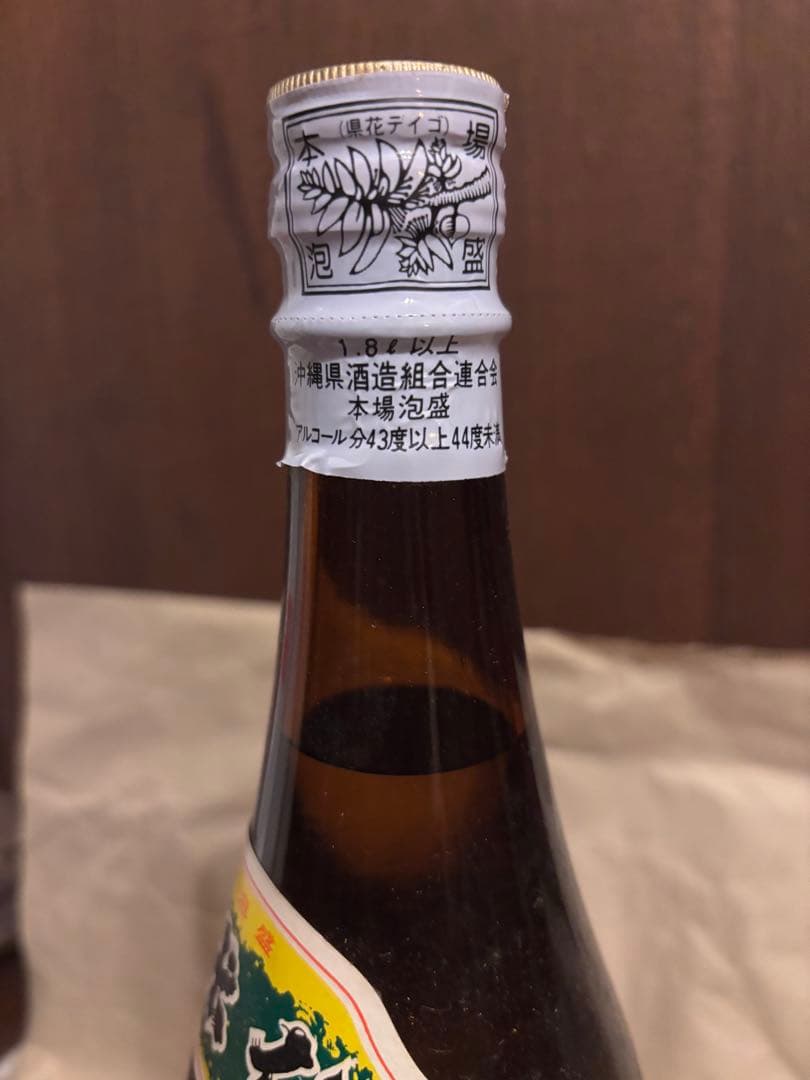 (県花デイゴ)
本場
泡盛
1.8ℓ以上
沖縄県酒造組合連合会
本場泡盛
アルコール分43度以上44度未満
盛